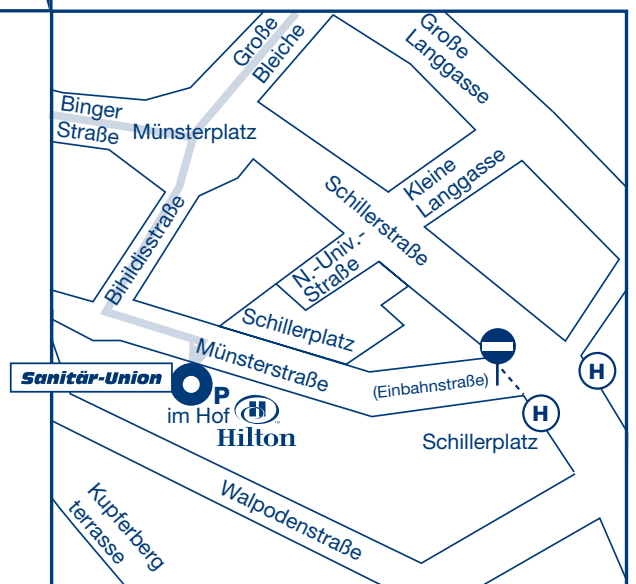 Große
Bleiche
Große
Langgasse
Binger
Straße
Münsterplatz
Kleine
Langgasse
Schillerstraße
Bihildisstraße
N.-Univ.-
Straße
Schillerplatz
Münsterstraße
(Einbahnstraße)
H
H
Sanitär-Union
P
im Hof
H
Hilton
Schillerplatz
Walpodenstraße
Kupferberg
terrasse